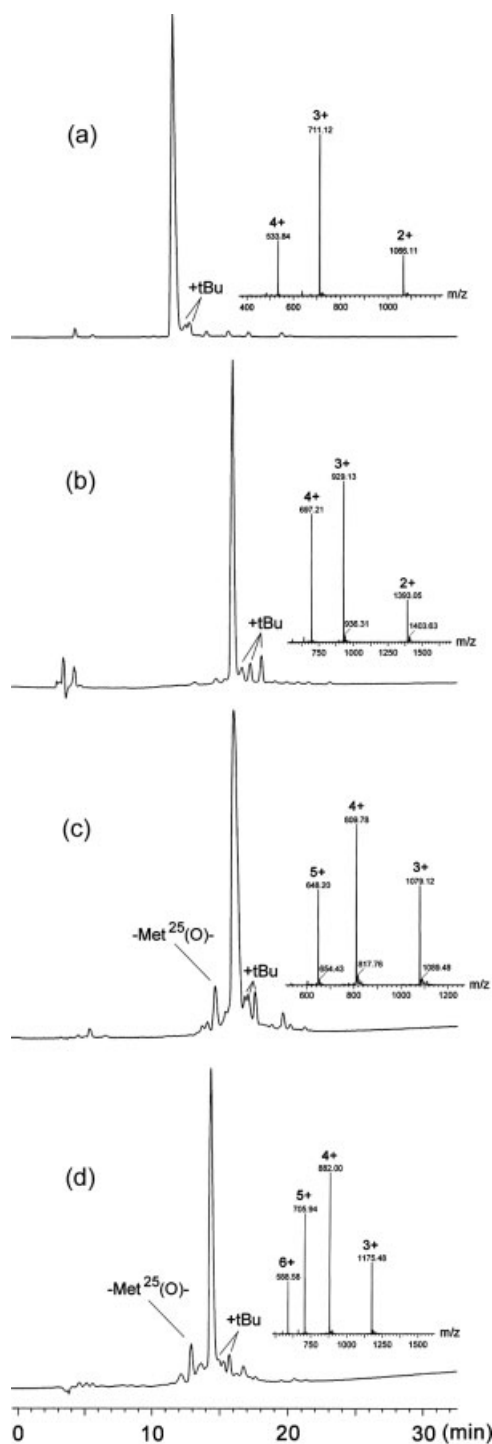 (a)
3+
711.12
4+
533.84
2+
1066.11
+tBu
400 600 800 1000 m/z
(b)
3+
929.13
4+
697.21
2+
1393.05
936.31
1403.63
+tBu
750 1000 1250 1500 m/z
(c)
4+
809.78
5+
648.20
3+
1079.12
-Met25(O)-
654.43
817.76
1089.48
+tBu
600 800 1000 1200 m/z
(d)
4+
882.00
5+
705.94
3+
1175.48
6+
588.58
-Met25(O)-
+tBu
750 1000 1250 1500 m/z
0 10 20 30 (min)